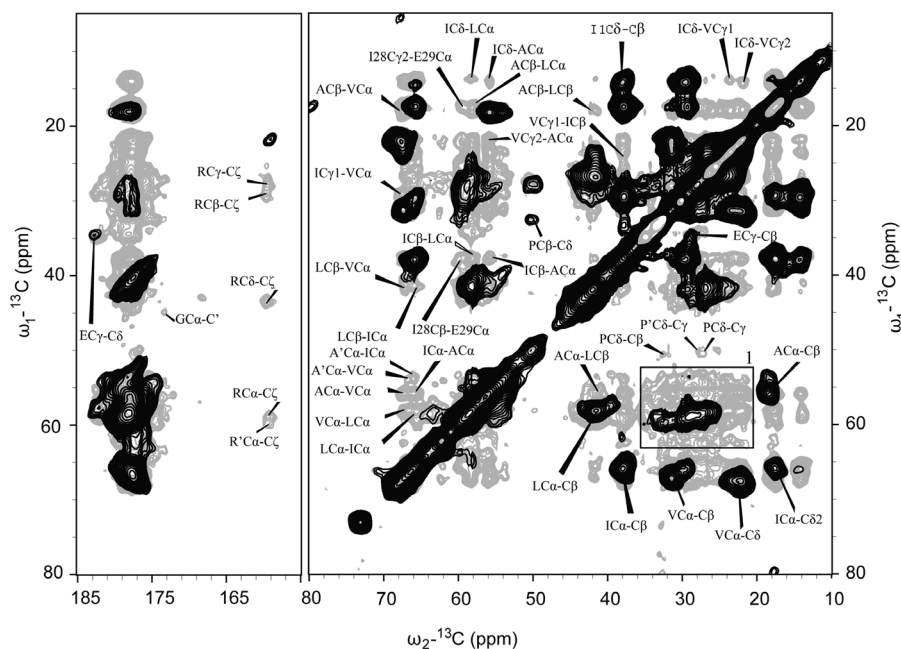 ICδ-LCα
I28Cγ2-E29Cα
ICδ-ACα
ACβ-LCα
I1Cδ-Cβ
ICδ-VCγ1
ICδ-VCγ2
ACβ-VCα
ACβ-LCβ
VCγ1-ICβ
VCγ2-ACα
20
20
RCγ-Cζ
RCβ-Cζ
ICγ1-VCα
PCβ-Cδ
ICβ-LCα
ECγ-Cβ
ICβ-ACα
LCβ-VCα
RCδ-Cζ
40
40
ω1-13C (ppm)
GCα-C'
ECγ-Cδ
LCβ-ICα
I28Cβ-E29Cα
P'Cδ-Cγ
PCδ-Cβ
PCδ-Cγ
A'Cα-ICα
ICα-ACα
A'Cα-VCα
ACα-LCβ
1
ACα-Cβ
ACα-VCα
RCα-Cζ
VCα-LCα
R'Cα-Cζ
LCα-ICα
60
60
LCα-Cβ
ICα-Cβ
VCα-Cβ
VCα-Cδ
ICα-Cδ2
80
80
185 175 165 80 70 60 50 40 30 20 10
ω2-13C (ppm)